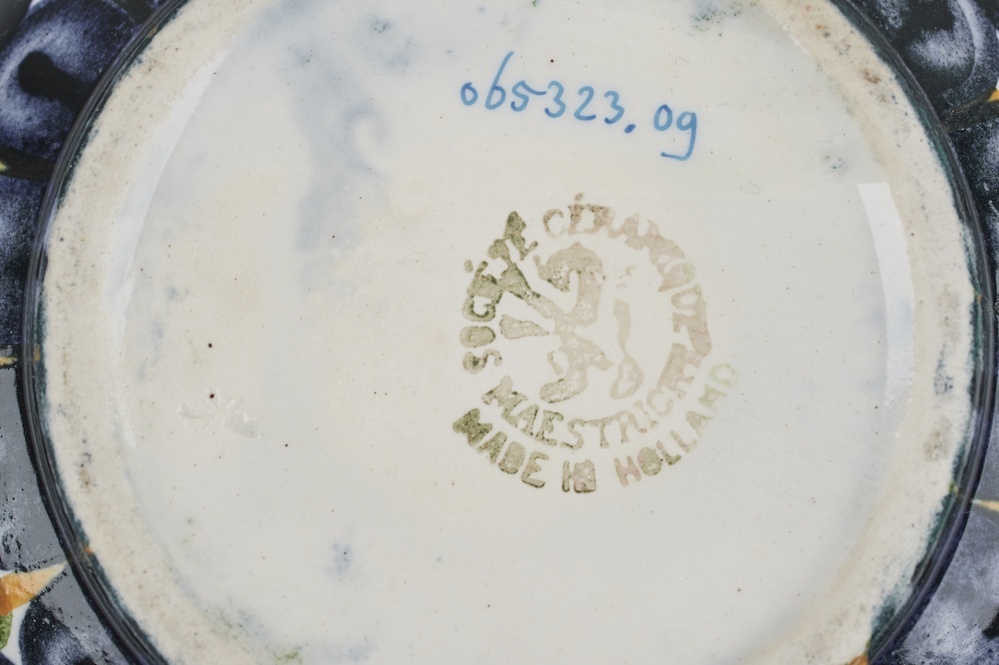 065323.09
SOCIÉTÉ CÉRAMIQUE
MAESTRICHT
MADE IN HOLLAND